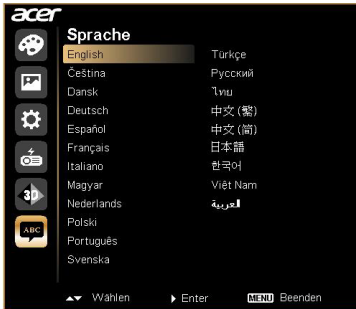 acer
Sprache
English
Čeština
Dansk
Deutsch
Español
Français
Italiano
Magyar
Nederlands
Polski
Português
Svenska
Türkçe
Русский
ไทย
中文 (繁)
中文 (简)
日本語
한국어
Việt Nam
العربية
3D
ABC
Wählen
Enter
MENU Beenden